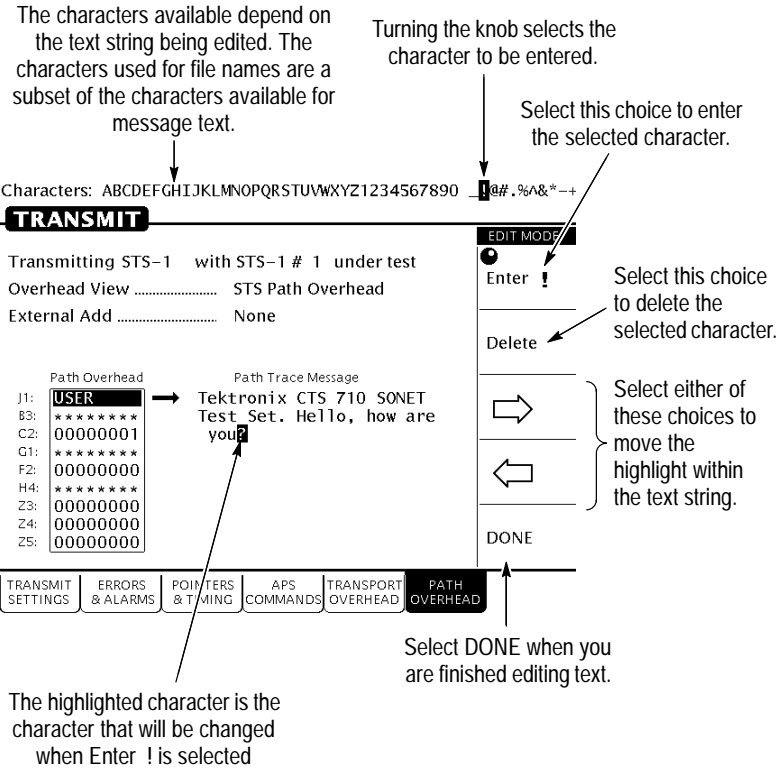 The characters available depend on
the text string being edited. The
characters used for file names are a
subset of the characters available for
message text.
Turning the knob selects the
character to be entered.
Select this choice to enter
the selected character.
Characters: ABCDEFGHIJKLMNOPQRSTUVWXYZ1234567890 _!@#.%^&*-+
TRANSMIT
EDIT MODE
Transmitting STS-1 with STS-1 # 1 under test
Overhead View ........................ STS Path Overhead
External Add ............................ None
Enter !
Delete
Select this choice
to delete the
selected character.
Path Overhead
Path Trace Message
J1: USER
B3: ********
C2: 00000001
G1: ********
F2: 00000000
H4: ********
Z3: 00000000
Z4: 00000000
Z5: 00000000
Tektronix CTS 710 SONET
Test Set. Hello, how are
you?
Select either of
these choices to
move the
highlight within
the text string.
DONE
TRANSMIT
SETTINGS
ERRORS
& ALARMS
POINTERS
& TIMING
APS
COMMANDS
TRANSPORT
OVERHEAD
PATH
OVERHEAD
Select DONE when you
are finished editing text.
The highlighted character is the
character that will be changed
when Enter ! is selected